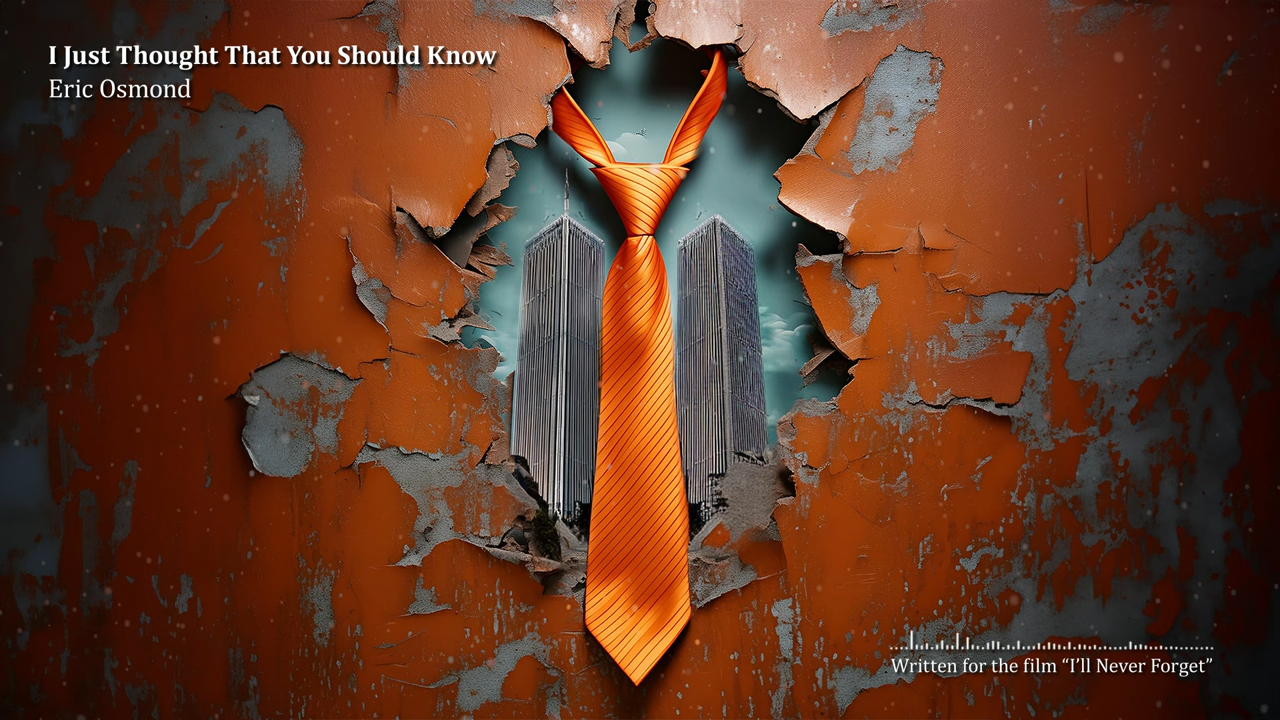 I Just Thought That You Should Know
Eric Osmond
Written for the film “I’ll Never Forget”